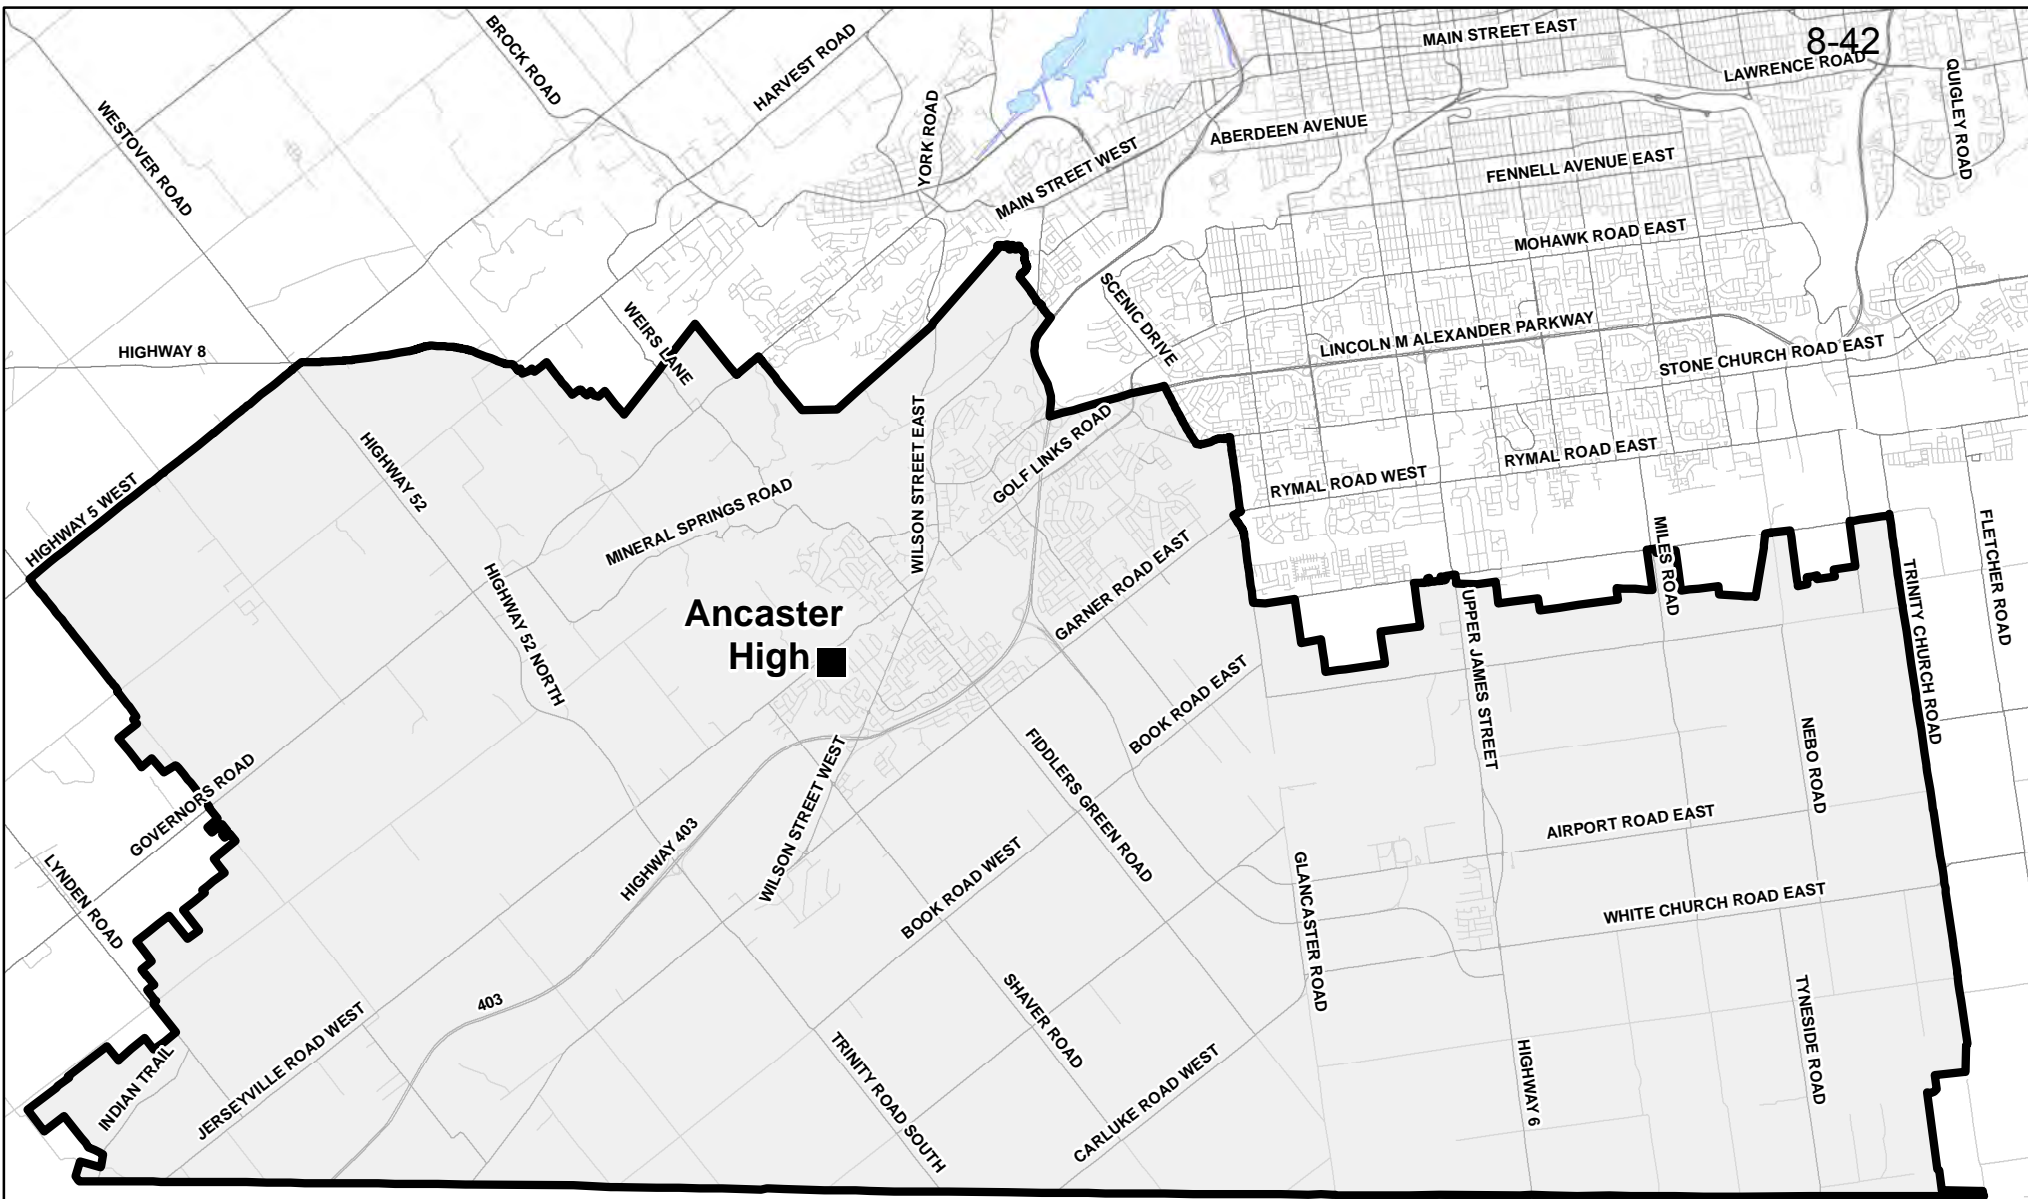 8-42
MAIN STREET EAST
LAWRENCE ROAD
BROCK ROAD
HARVEST ROAD
QUIGLEY ROAD
WESTOVER ROAD
YORK ROAD
ABERDEEN AVENUE
MAIN STREET WEST
FENNELL AVENUE EAST
MOHAWK ROAD EAST
SCENIC DRIVE
WEIRS LANE
LINCOLN M ALEXANDER PARKWAY
HIGHWAY 8
STONE CHURCH ROAD EAST
HIGHWAY 52
WILSON STREET EAST
GOLF LINKS ROAD
RYMAL ROAD EAST
RYMAL ROAD WEST
HIGHWAY 5 WEST
MINERAL SPRINGS ROAD
HIGHWAY 52 NORTH
GARNER ROAD EAST
MILES ROAD
FLETCHER ROAD
TRINITY CHURCH ROAD
UPPER JAMES STREET
Ancaster
High
BOOK ROAD EAST
NEBO ROAD
FIDDLERS GREEN ROAD
WILSON STREET WEST
GOVERNORS ROAD
HIGHWAY 403
AIRPORT ROAD EAST
BOOK ROAD WEST
LYNDEN ROAD
GLANCASTER ROAD
WHITE CHURCH ROAD EAST
403
SHAVER ROAD
TYNESIDE ROAD
JERSEYVILLE ROAD WEST
INDIAN TRAIL
TRINITY ROAD SOUTH
CARLUKE ROAD WEST
HIGHWAY 6